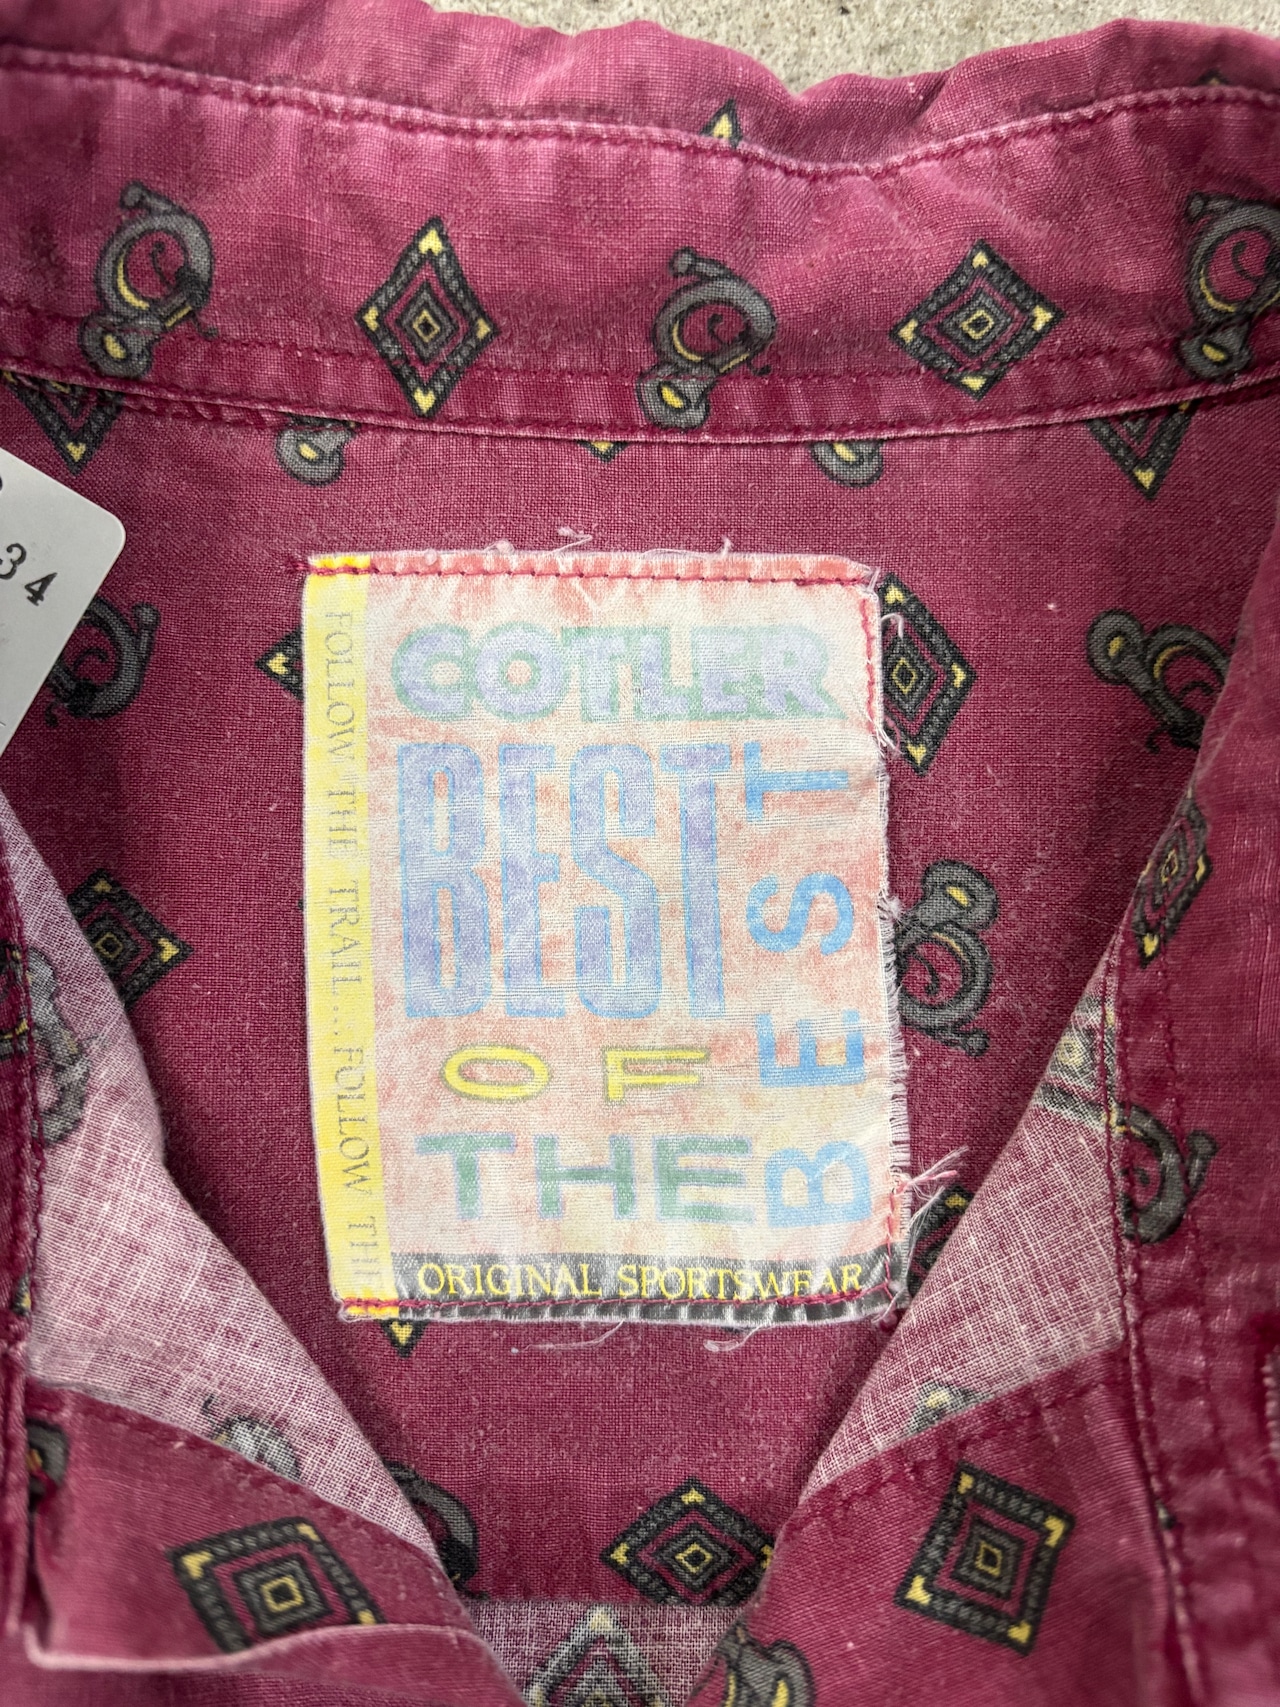 34
FOLLOW THE TRAIL... FOLLOW THE
COTLER
BEST
OF
THE
BEST
ORIGINAL SPORTSWEAR